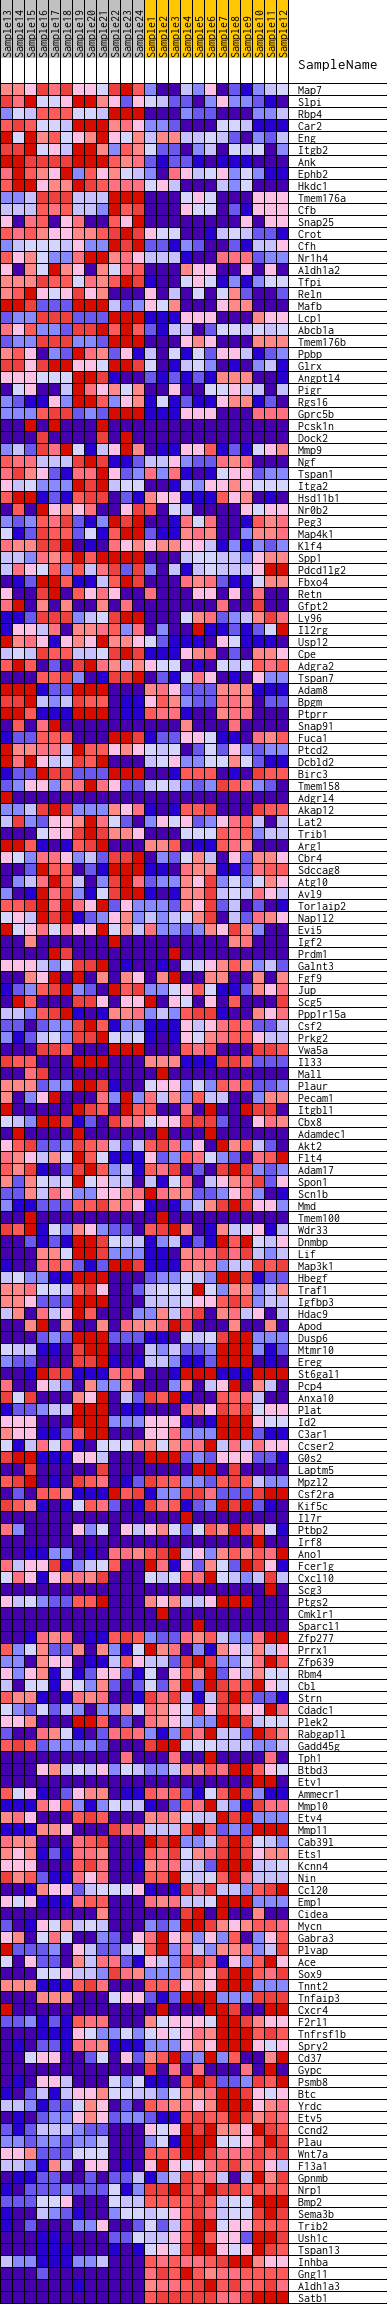 Sample13
Sample14
Sample15
Sample16
Sample17
Sample18
Sample19
Sample20
Sample21
Sample22
Sample23
Sample24
Sample1
Sample2
Sample3
Sample4
Sample5
Sample6
Sample7
Sample8
Sample9
Sample10
Sample11
Sample12
SampleName
Map7
Slpi
Rbp4
Car2
Eng
Itgb2
Ank
Ephb2
Hkdc1
Tmem176a
Cfb
Snap25
Crot
Cfh
Nr1h4
Aldh1a2
Tfpi
Reln
Mafb
Lcp1
Abcb1a
Tmem176b
Ppbp
Glrx
Angptl4
Pigr
Rgs16
Gprc5b
Pcsk1n
Dock2
Mmp9
Ngf
Tspan1
Itga2
Hsd11b1
Nr0b2
Peg3
Map4k1
Klf4
Spp1
Pdcd1lg2
Fbxo4
Retn
Gfpt2
Ly96
Il2rg
Usp12
Cpe
Adgra2
Tspan7
Adam8
Bpgm
Ptprr
Snap91
Fuca1
Ptcd2
Dcbld2
Birc3
Tmem158
Adgrl4
Akap12
Lat2
Trib1
Arg1
Cbr4
Sdccag8
Atg10
Avl9
Tor1aip2
Nap1l2
Evi5
Igf2
Prdm1
Galnt3
Fgf9
Jup
Scg5
Ppp1r15a
Csf2
Prkg2
Vwa5a
Il33
Mall
Plaur
Pecam1
Itgbl1
Cbx8
Adamdec1
Akt2
Flt4
Adam17
Spon1
Scn1b
Mmd
Tmem100
Wdr33
Dnmbp
Lif
Map3k1
Hbegf
Traf1
Igfbp3
Hdac9
Apod
Dusp6
Mtmr10
Ereg
St6gal1
Pcp4
Anxa10
Plat
Id2
C3ar1
Ccser2
G0s2
Laptm5
Mpzl2
Csf2ra
Kif5c
Il7r
Ptbp2
Irf8
Ano1
Fcer1g
Cxcl10
Scg3
Ptgs2
Cmklr1
Sparcl1
Zfp277
Prrx1
Zfp639
Rbm4
Cbl
Strn
Cdadc1
Plek2
Rabgap1l
Gadd45g
Tph1
Btbd3
Etv1
Ammecr1
Mmp10
Etv4
Mmp11
Cab39l
Ets1
Kcnn4
Nin
Ccl20
Emp1
Cidea
Mycn
Gabra3
Plvap
Ace
Sox9
Tnnt2
Tnfaip3
Cxcr4
F2rl1
Tnfrsf1b
Spry2
Cd37
Gypc
Psmb8
Btc
Yrdc
Etv5
Ccnd2
Plau
Wnt7a
F13a1
Gpnmb
Nrp1
Bmp2
Sema3b
Trib2
Ush1c
Tspan13
Inhba
Gng11
Aldh1a3
Satb1